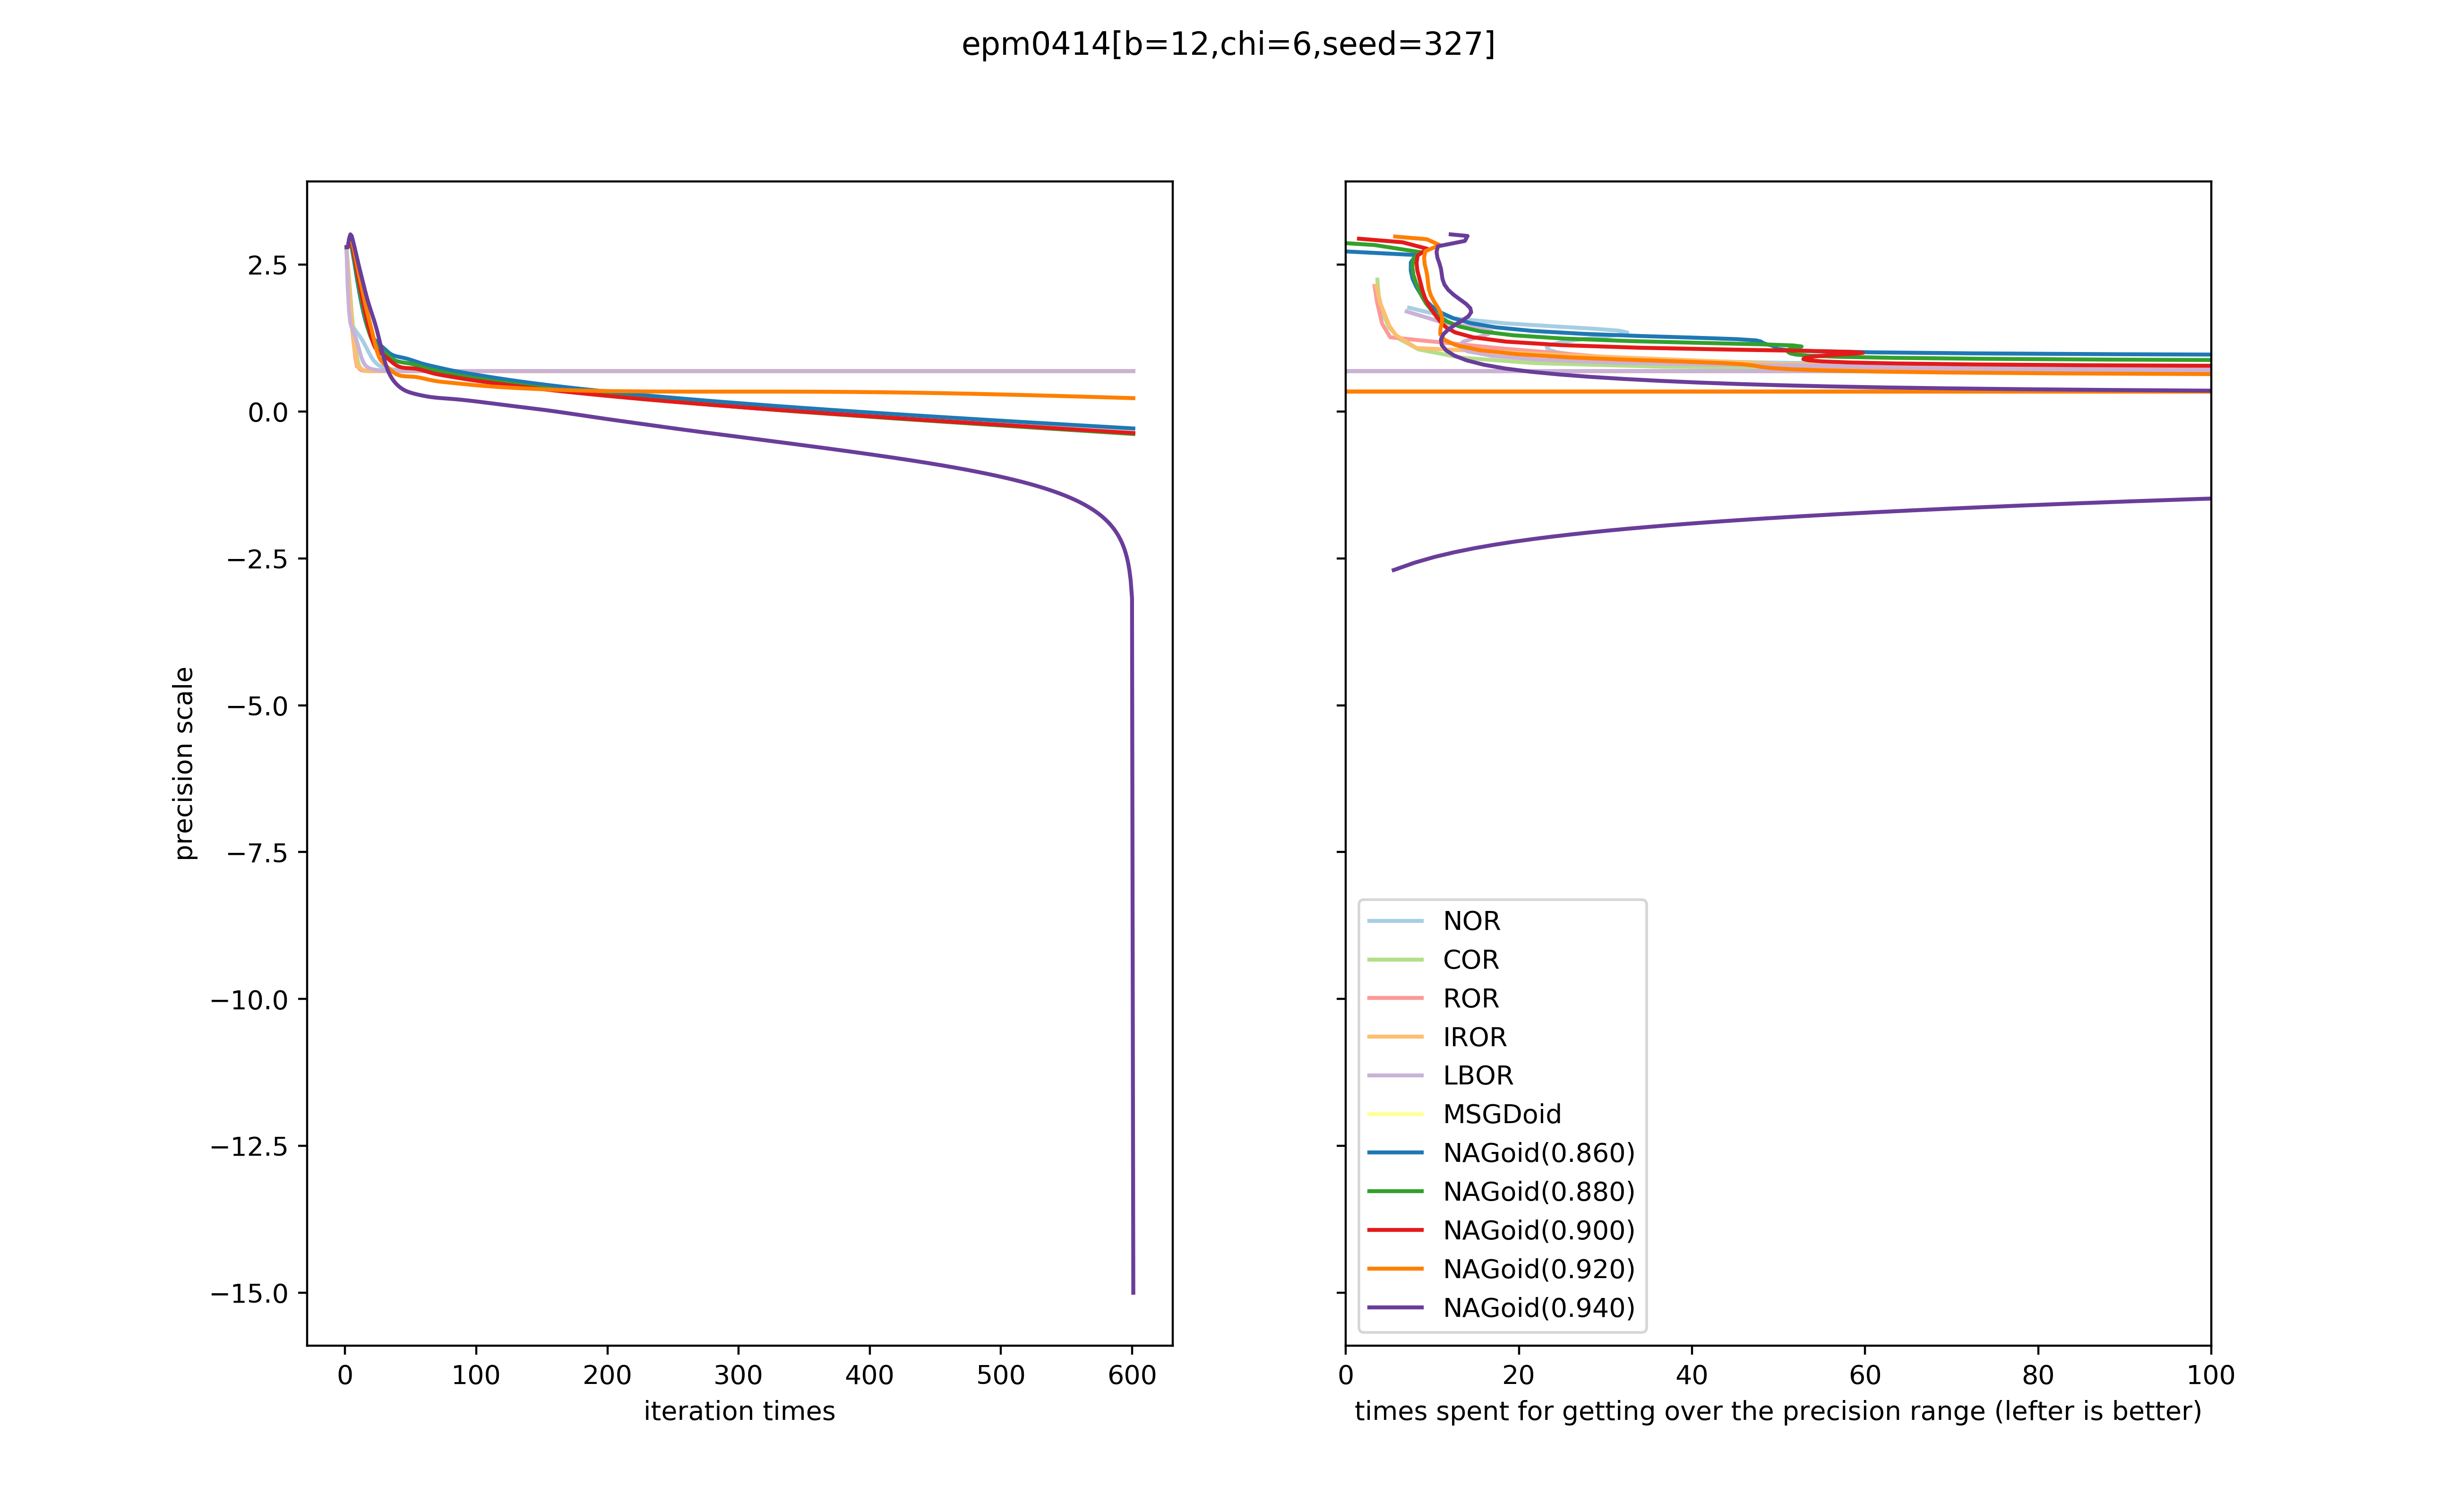 epm0414[b=12,chi=6,seed=327]
precision scale
2.5
0.0
−2.5
−5.0
−7.5
−10.0
−12.5
−15.0
0 100 200 300 400 500 600
iteration times
NOR
COR
ROR
IROR
LBOR
MSGDoid
NAGoid(0.860)
NAGoid(0.880)
NAGoid(0.900)
NAGoid(0.920)
NAGoid(0.940)
0 20 40 60 80 100
times spent for getting over the precision range (lefter is better)